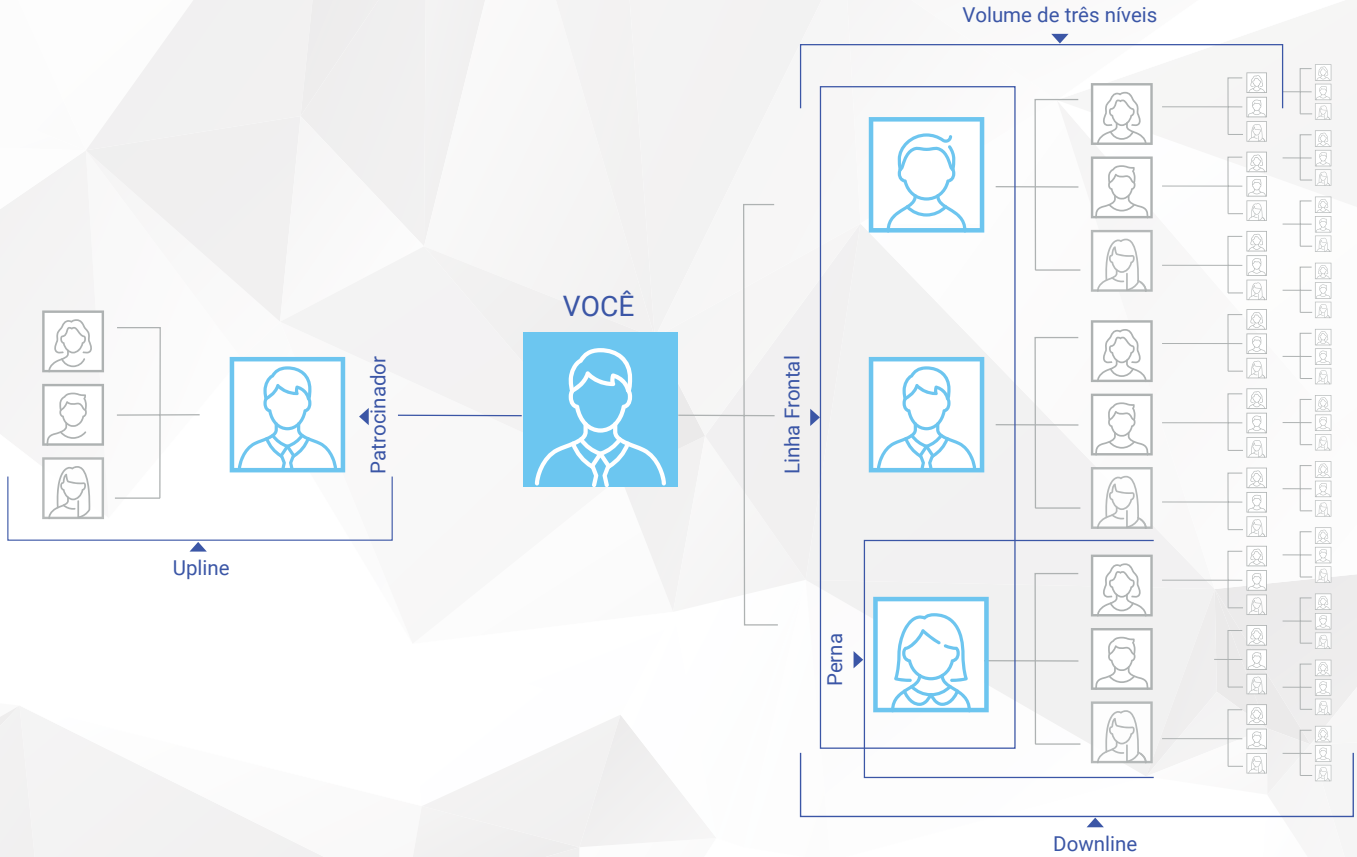 Volume de três níveis
VOCÊ
Patrocinador
Linha Frontal
Upline
Perna
Downline